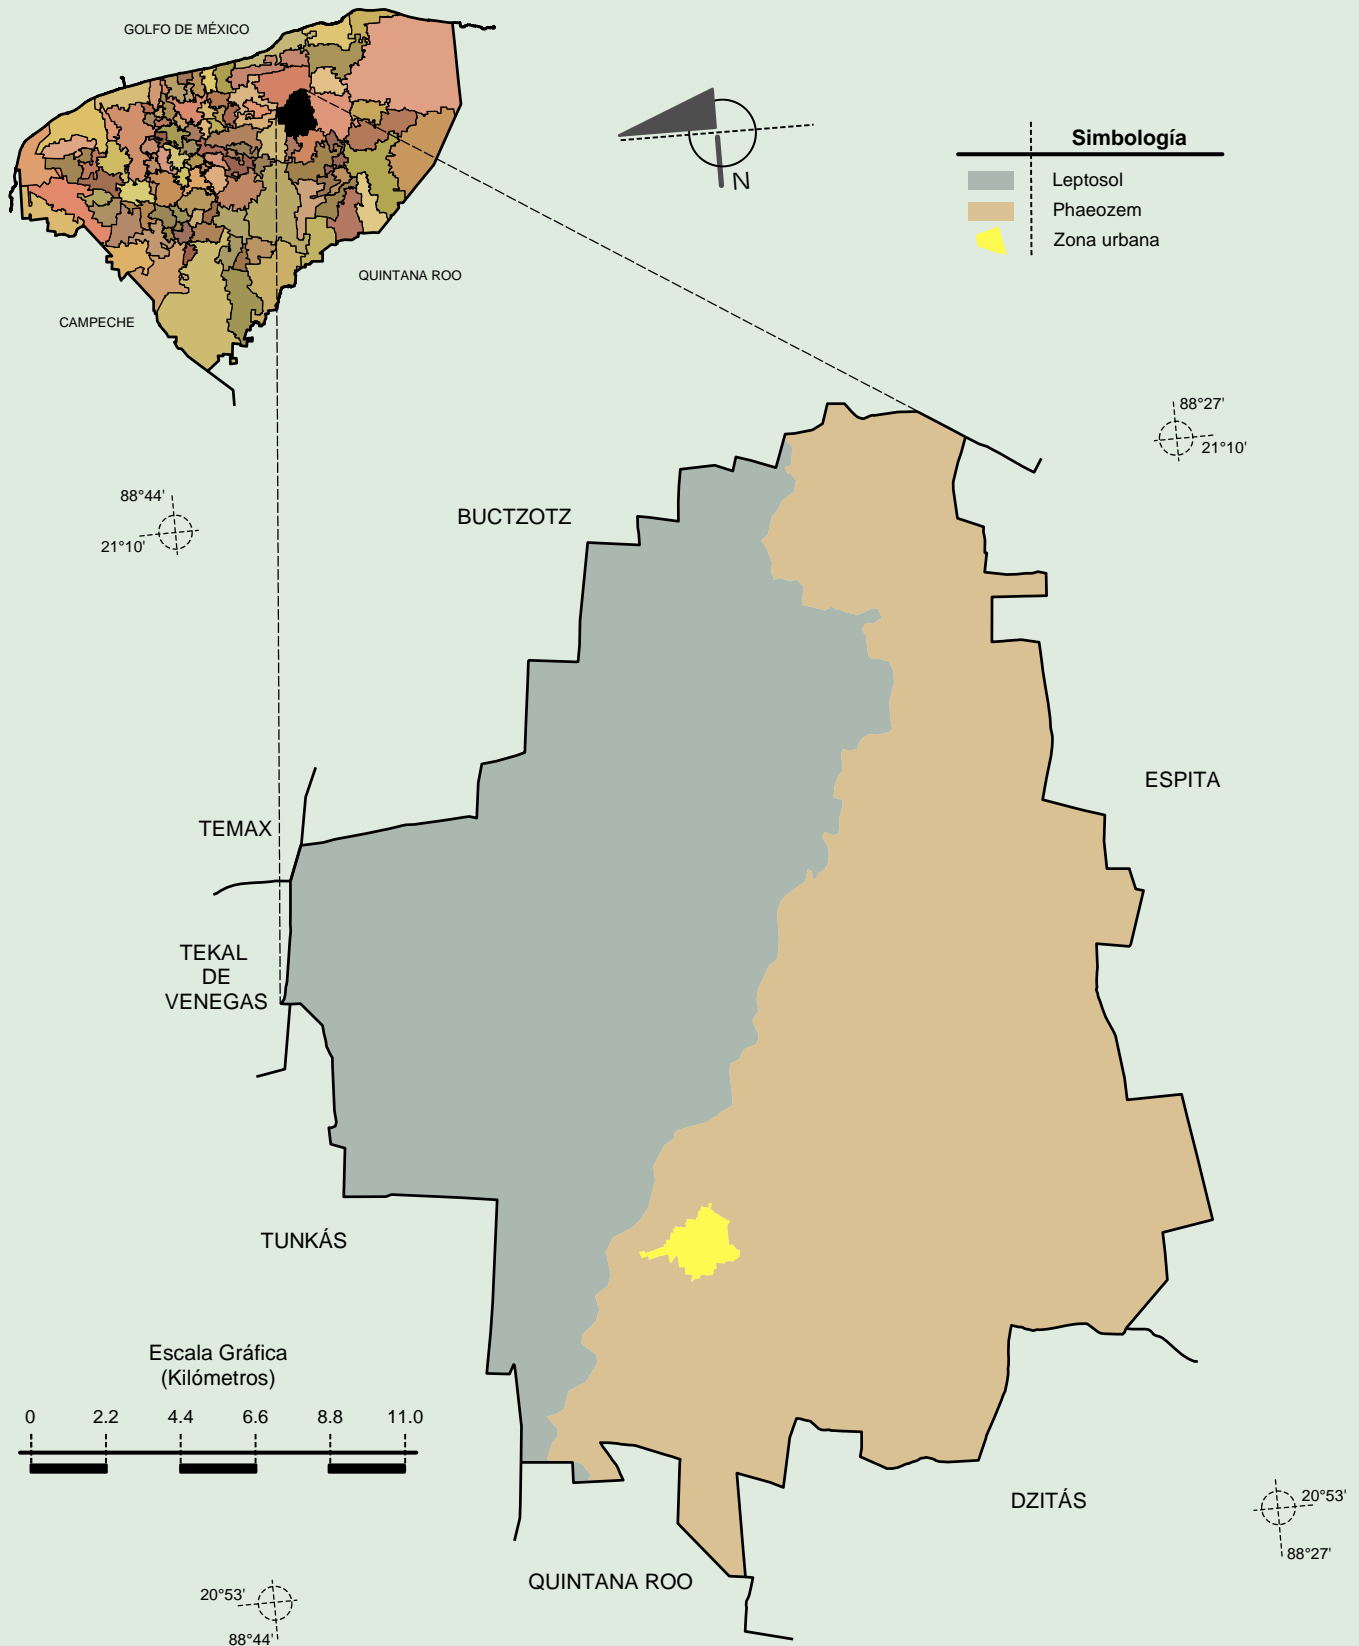 GOLFO DE MÉXICO
QUINTANA ROO
CAMPECHE
N
Simbología
Leptosol
Phaeozem
Zona urbana
88°27'
21°10'
88°44'
21°10'
BUCTZOTZ
ESPITA
TEMAX
TEKAL
DE
VENEGAS
TUNKÁS
Escala Gráfica
(Kilómetros)
0 2.2 4.4 6.6 8.8 11.0
DZITÁS
20°53'
88°27'
QUINTANA ROO
20°53'
88°44'